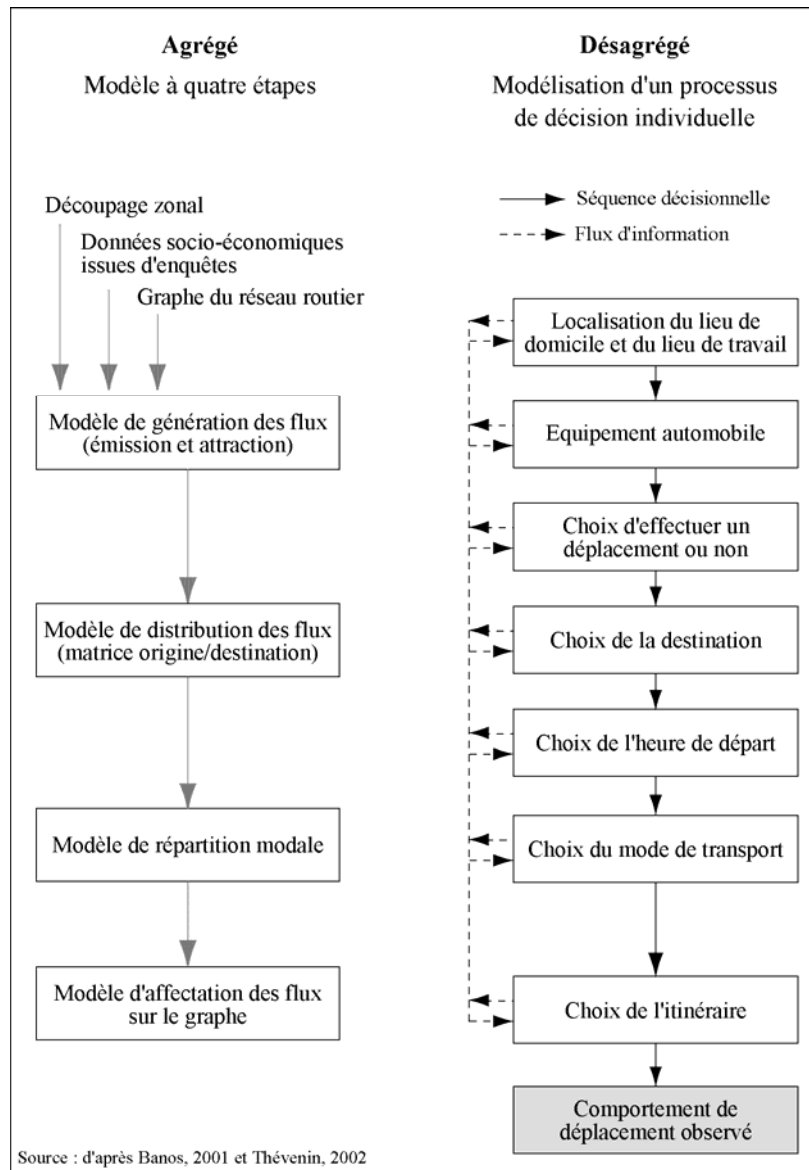 Agrégé
Modèle à quatre étapes
Découpage zonal
Données socio-économiques
issues d'enquêtes
Graphe du réseau routier
Modèle de génération des flux
(émission et attraction)
Modèle de distribution des flux
(matrice origine/destination)
Modèle de répartition modale
Modèle d'affectation des flux
sur le graphe
Désagrégé
Modélisation d'un processus
de décision individuelle
Séquence décisionnelle
Flux d'information
Localisation du lieu de
domicile et du lieu de travail
Equipement automobile
Choix d'effectuer un
déplacement ou non
Choix de la destination
Choix de l'heure de départ
Choix du mode de transport
Choix de l'itinéraire
Comportement de
déplacement observé
Source : d'après Banos, 2001 et Thévenin, 2002